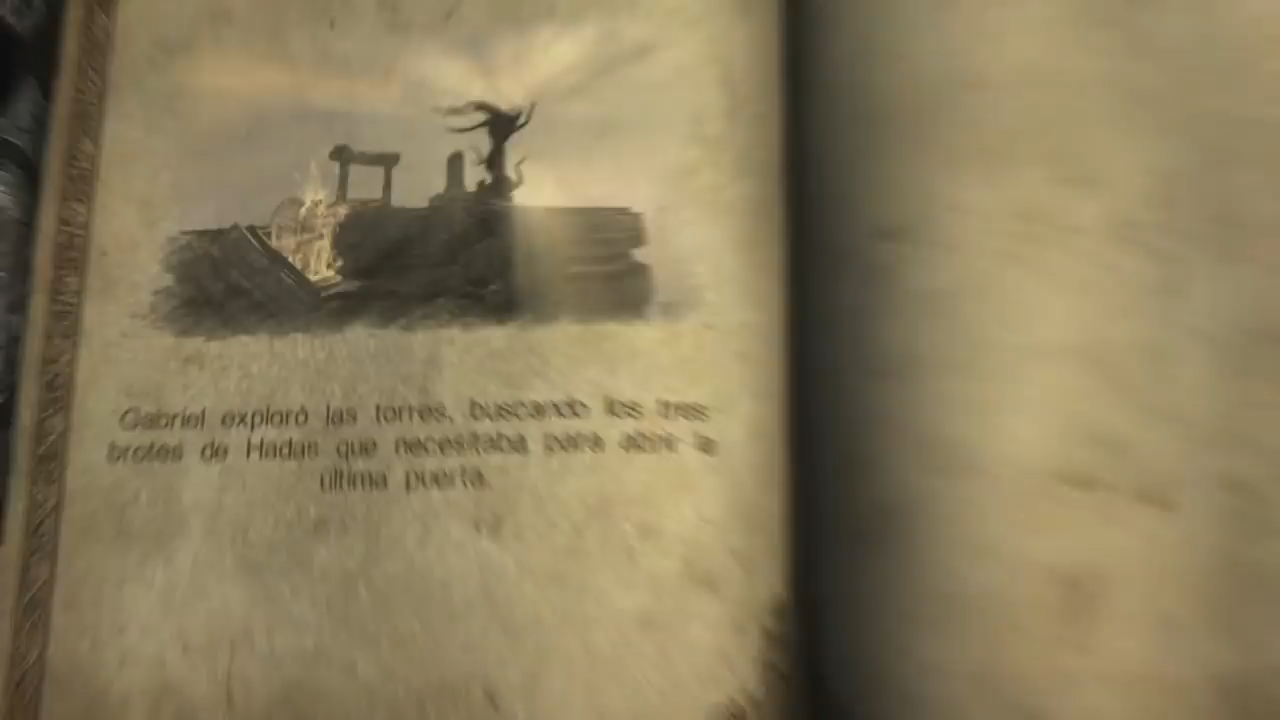 Gabriel exploró las torres, buscando los tres
brotes de Hadas que necesitaba para abrir la
última puerta.